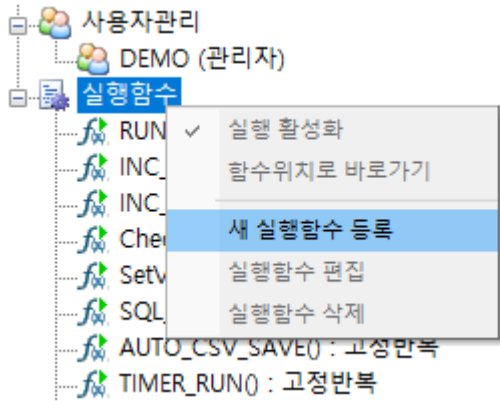 사용자관리
DEMO (관리자)
실행함수
RUN
실행 활성화
함수위치로 바로가기
INC_
INC_
새 실행함수 등록
Che
SetV
실행함수 편집
SQL_
실행함수 삭제
AUTO_CSV_SAVE() : 고정반복
TIMER_RUN() : 고정반복